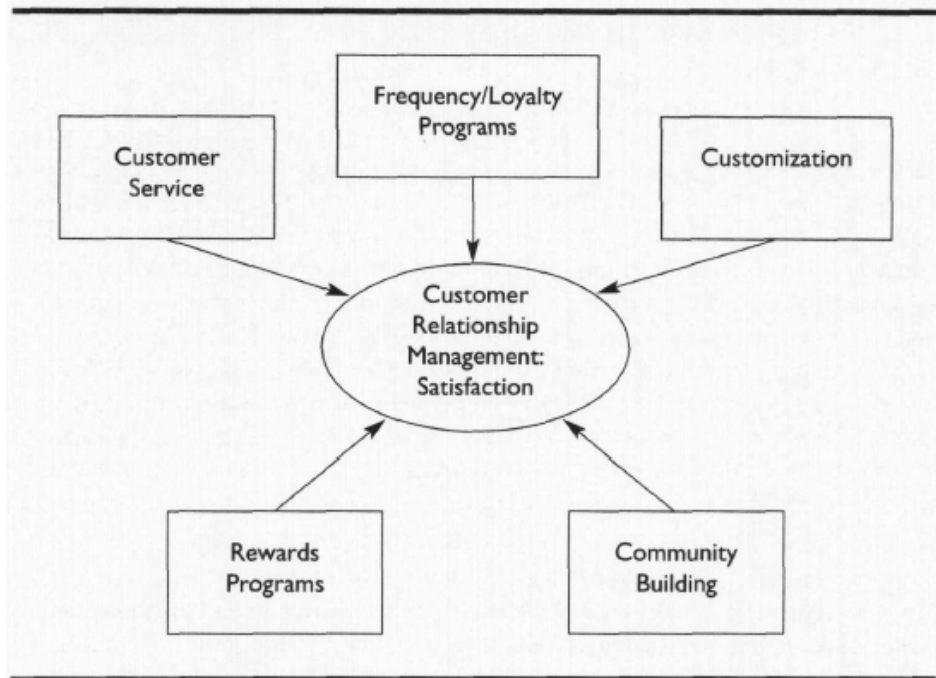 Frequency/Loyalty
Programs
Customer
Service
Customization
Customer
Relationship
Management:
Satisfaction
Rewards
Programs
Community
Building